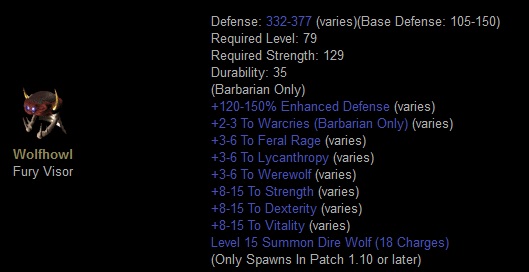 Defense: 332-377 (varies)(Base Defense: 105-150)
Required Level: 79
Required Strength: 129
Durability: 35
(Barbarian Only)
+120-150% Enhanced Defense (varies)
+2-3 To Warcries (Barbarian Only) (varies)
+3-6 To Feral Rage (varies)
+3-6 To Lycanthropy (varies)
+3-6 To Werewolf (varies)
+8-15 To Strength (varies)
+8-15 To Dexterity (varies)
+8-15 To Vitality (varies)
Level 15 Summon Dire Wolf (18 Charges)
(Only Spawns In Patch 1.10 or later)
Wolfhowl
Fury Visor